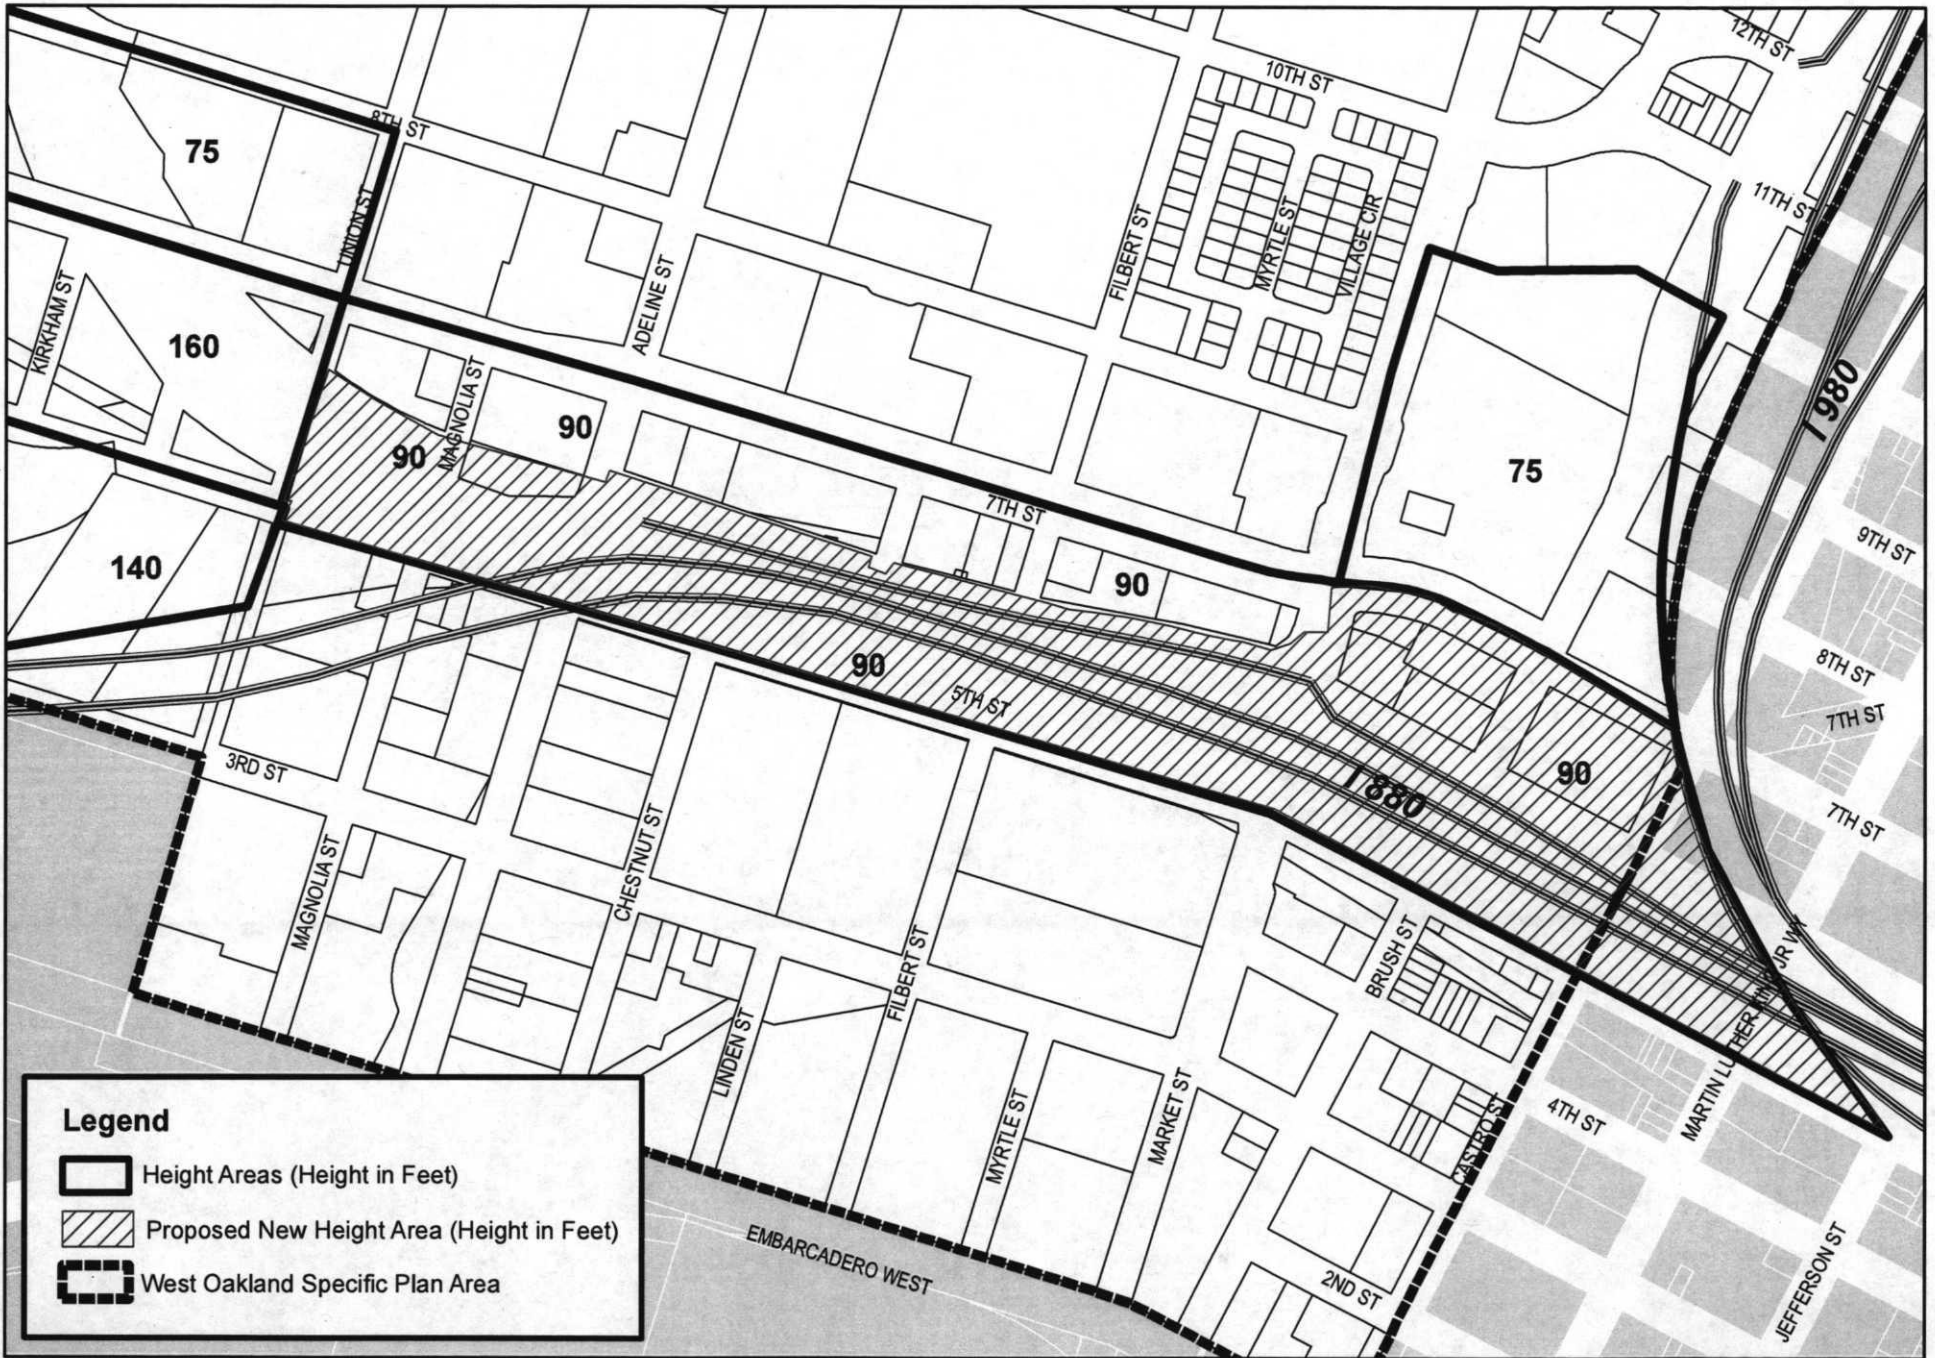 12TH ST
10TH ST
8TH ST
75
11TH ST
UNION ST
FILBERT ST
MYRTLE ST
VILLAGE CIR
ADELINE ST
KIRKHAM ST
160
I 980
MAGNOLIA ST
90
90
75
7TH ST
9TH ST
140
90
8TH ST
90
5TH ST
7TH ST
90
I 880
3RD ST
7TH ST
CHESTNUT ST
MAGNOLIA ST
FILBERT ST
BRUSH ST
MARTIN LUTHER KING JR WY
LINDEN ST
MYRTLE ST
MARKET ST
CASTRO ST
4TH ST
EMBARCADERO WEST
2ND ST
JEFFERSON ST
Legend
Height Areas (Height in Feet)
Proposed New Height Area (Height in Feet)
West Oakland Specific Plan Area